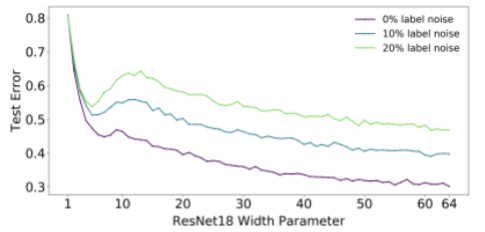 0.8
0.7
0.6
0.5
0.4
0.3
Test Error
0% label noise
10% label noise
20% label noise
1 10 20 30 40 50 60 64
ResNet18 Width Parameter